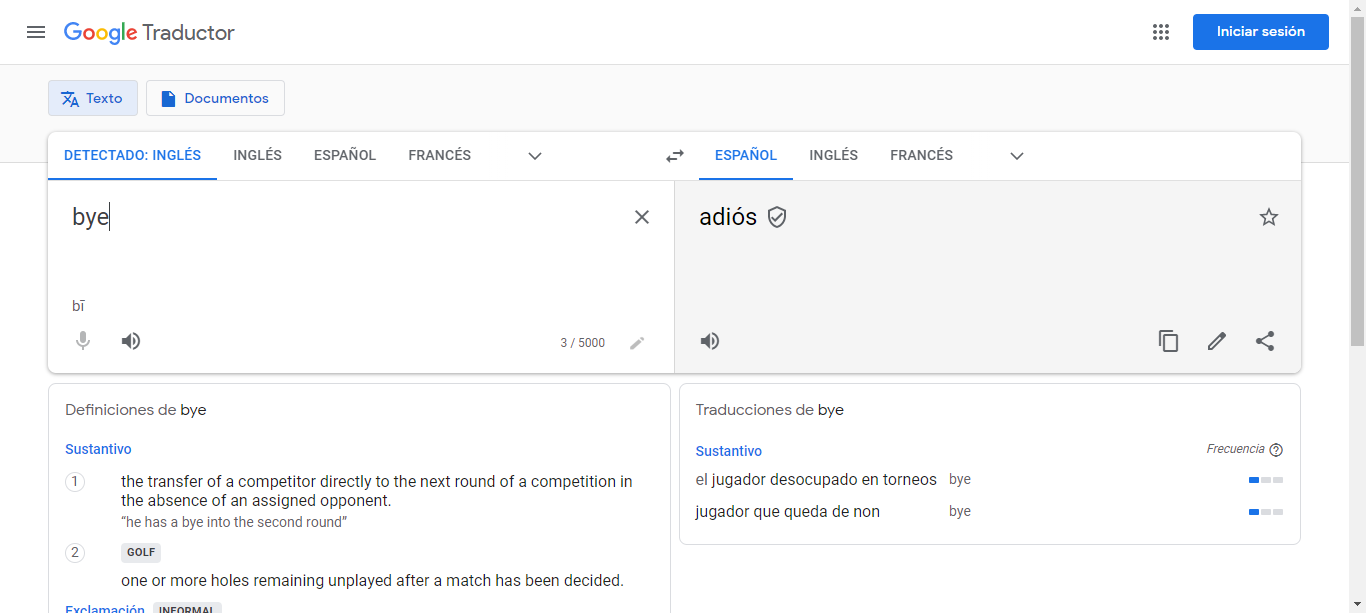 Google Traductor
Iniciar sesión
Texto
Documentos
DETECTADO: INGLÉS INGLÉS ESPAÑOL FRANCÉS
ESPAÑOL INGLÉS FRANCÉS
bye
adiós
bī
3 / 5000
Definiciones de bye
Sustantivo
1
the transfer of a competitor directly to the next round of a competition in
the absence of an assigned opponent.
“he has a bye into the second round”
2
GOLF
one or more holes remaining unplayed after a match has been decided.
Exclamación INFORMAL
Traducciones de bye
Sustantivo
Frecuencia
el jugador desocupado en torneos bye
jugador que queda de non bye